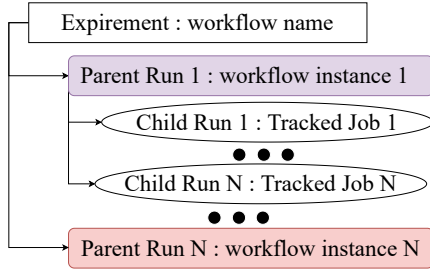 Expirement : workflow name
Parent Run 1 : workflow instance 1
Child Run 1 : Tracked Job 1
Child Run N : Tracked Job N
Parent Run N : workflow instance N